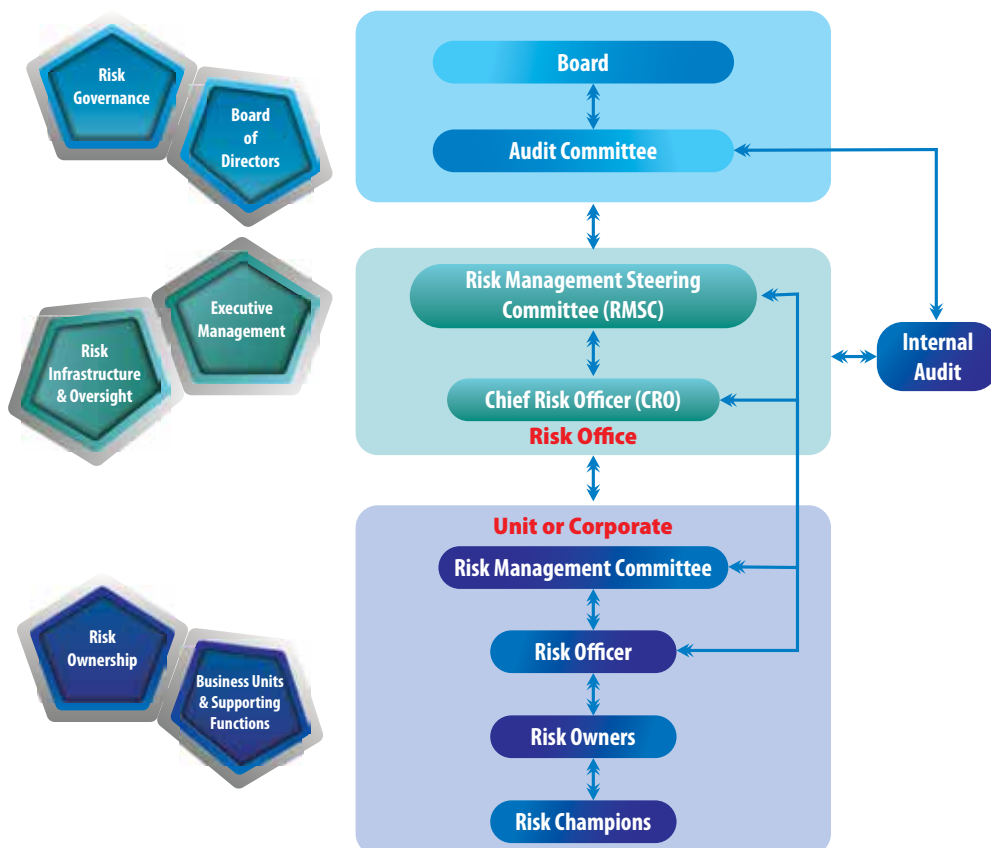 Risk
Governance
Board
of
Directors
Board
Audit Committee
Executive
Management
Risk
Infrastructure
& Oversight
Risk Management Steering
Committee (RMSC)
Chief Risk Officer (CRO)
Risk Office
Internal
Audit
Unit or Corporate
Risk Management Committee
Risk
Ownership
Business Units
& Supporting
Functions
Risk Officer
Risk Owners
Risk Champions